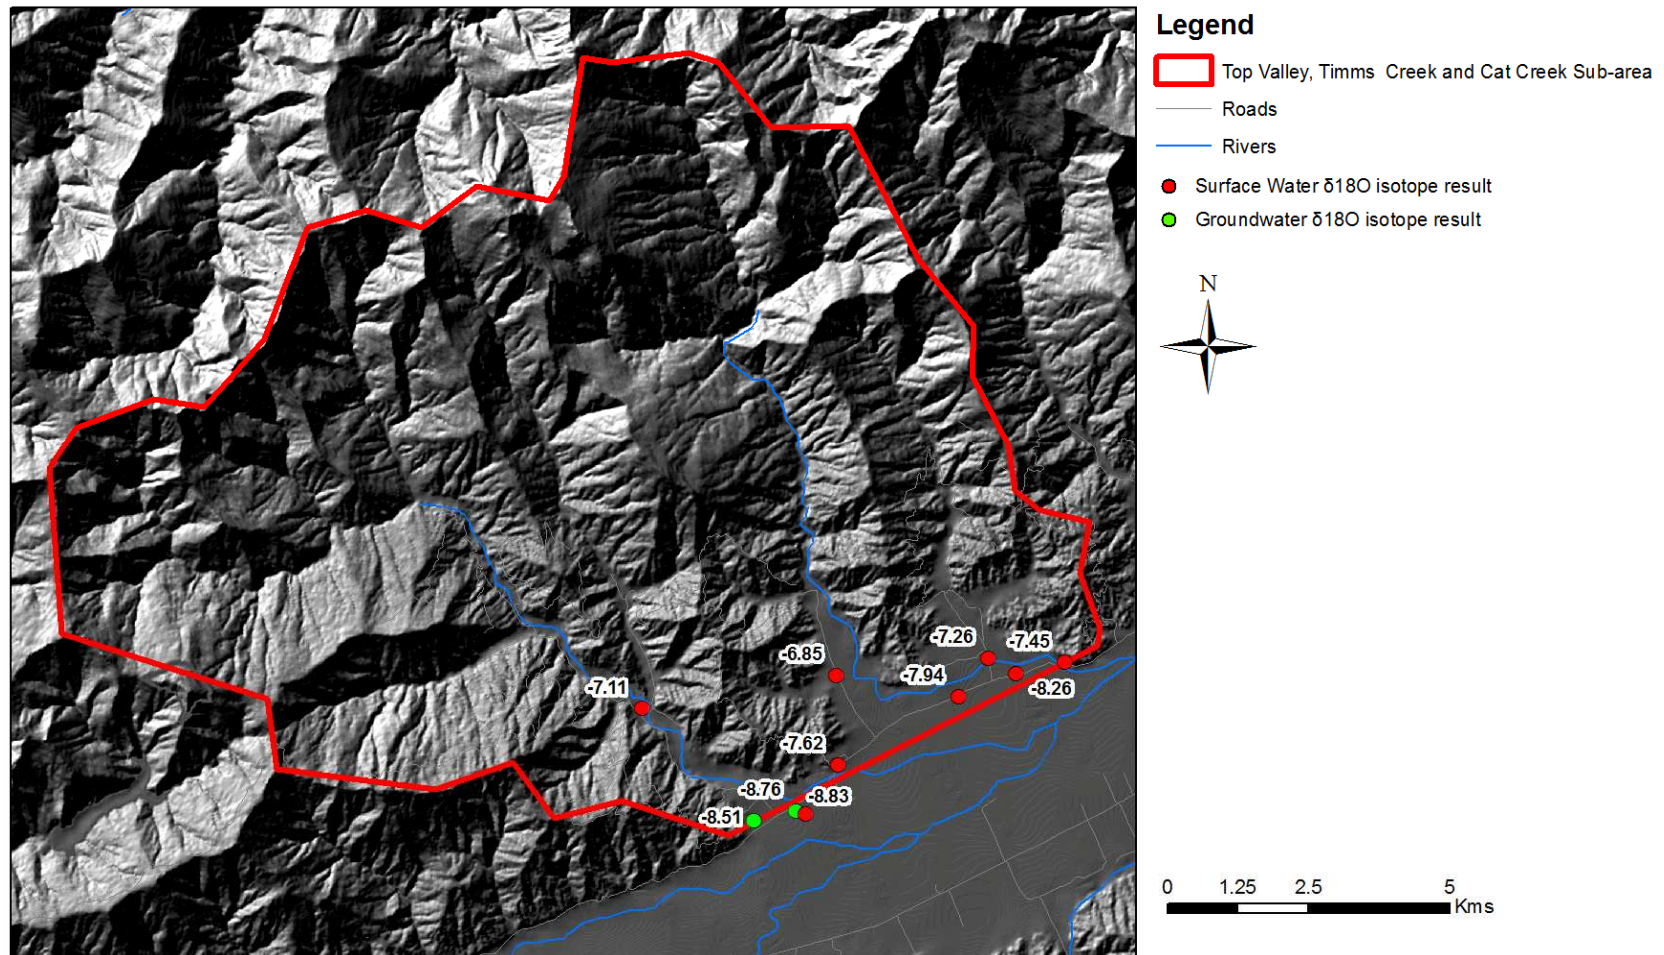 Legend
Top Valley, Timms Creek and Cat Creek Sub-area
Roads
Rivers
Surface Water δ18O isotope result
Groundwater δ18O isotope result
N
-7.26
-7.45
-6.85
-7.94
-8.26
-7.11
-7.62
-8.76
-8.83
-8.51
0 1.25 2.5 5
Kms